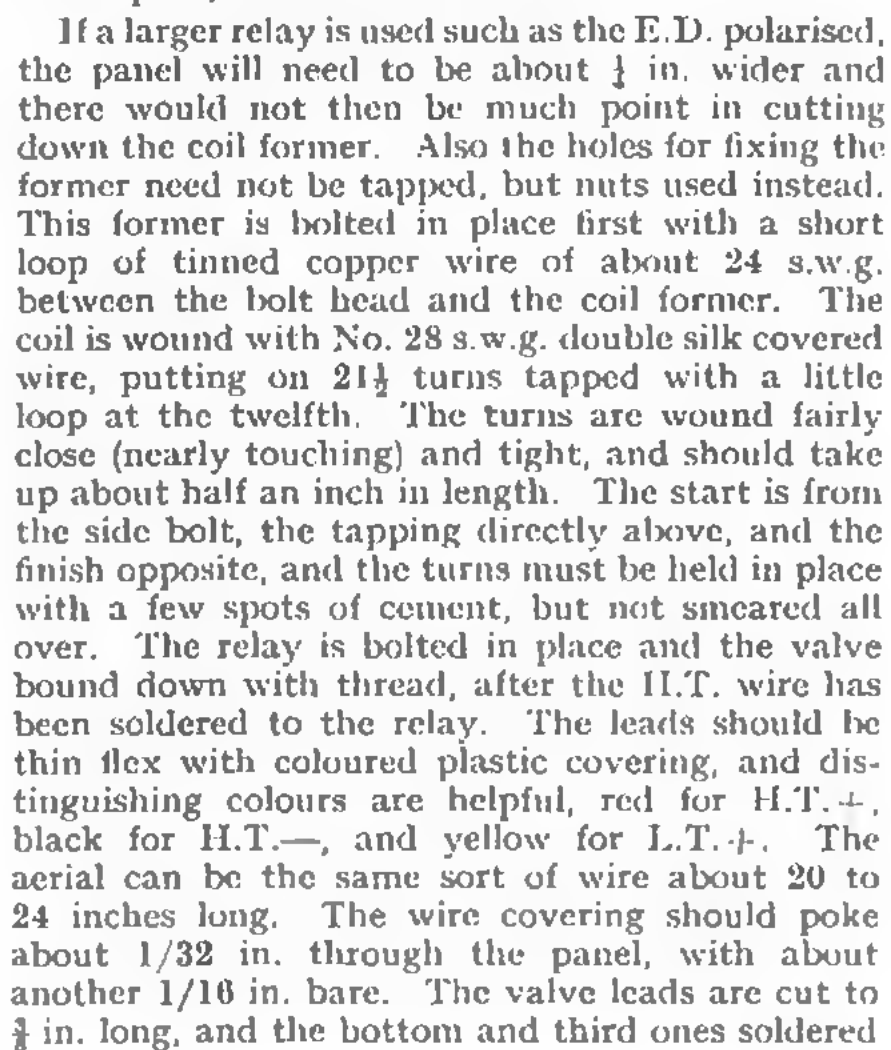 If a larger relay is used such as the E.D. polarised,
the panel will need to be about in. wider and
there would not then be much point in cutting
down the coil former. Also the holes for fixing the
former need not be tapped, but nuts used instead.
This former is bolted in place first with a short
loop of tinned copper wire of about 24 s.w.g.
between the bolt head and the coil former. The
coil is wound with No. 28 s.w.g. double silk covered
wire, putting on 21½ turns tapped with a little
loop at the twelfth. The turns are wound fairly
close (nearly touching) and tight, and should take
up about half an inch in length. The start is from
the side bolt, the tapping directly above, and the
finish opposite, and the turns must be held in place
with a few spots of cement, but not smeared all
over. The relay is bolted in place and the valve
bound down with thread, after the H.T. wire has
been soldered to the relay. The leads should be
thin flex with coloured plastic covering, and dis-
tinguishing colours are helpful, red for H.T.+,
black for H.T.—, and yellow for L.T.+. The
aerial can be the same sort of wire about 20 to
24 inches long. The wire covering should poke
about 1/32 in. through the panel, with about
another 1/16 in. bare. The valve leads are cut to
in. long, and the bottom and third ones soldered